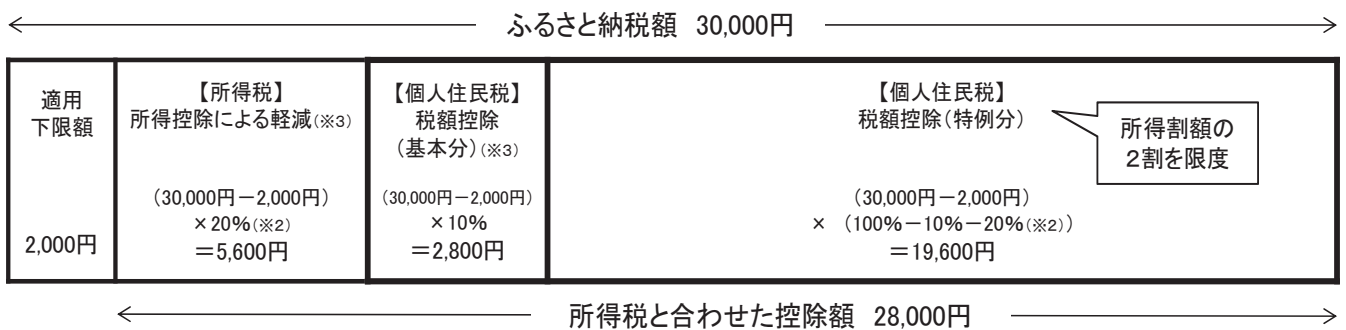 ふるさと納税額 30,000円
適用
下限額
2,000円
【所得税】
所得控除による軽減(※3)
(30,000円－2,000円)
×20%(※2)
＝5,600円
【個人住民税】
税額控除
(基本分)(※3)
(30,000円－2,000円)
×10%
＝2,800円
【個人住民税】
税額控除(特例分)
(30,000円－2,000円)
× (100%－10%－20%(※2))
＝19,600円
所得割額の
２割を限度
所得税と合わせた控除額 28,000円